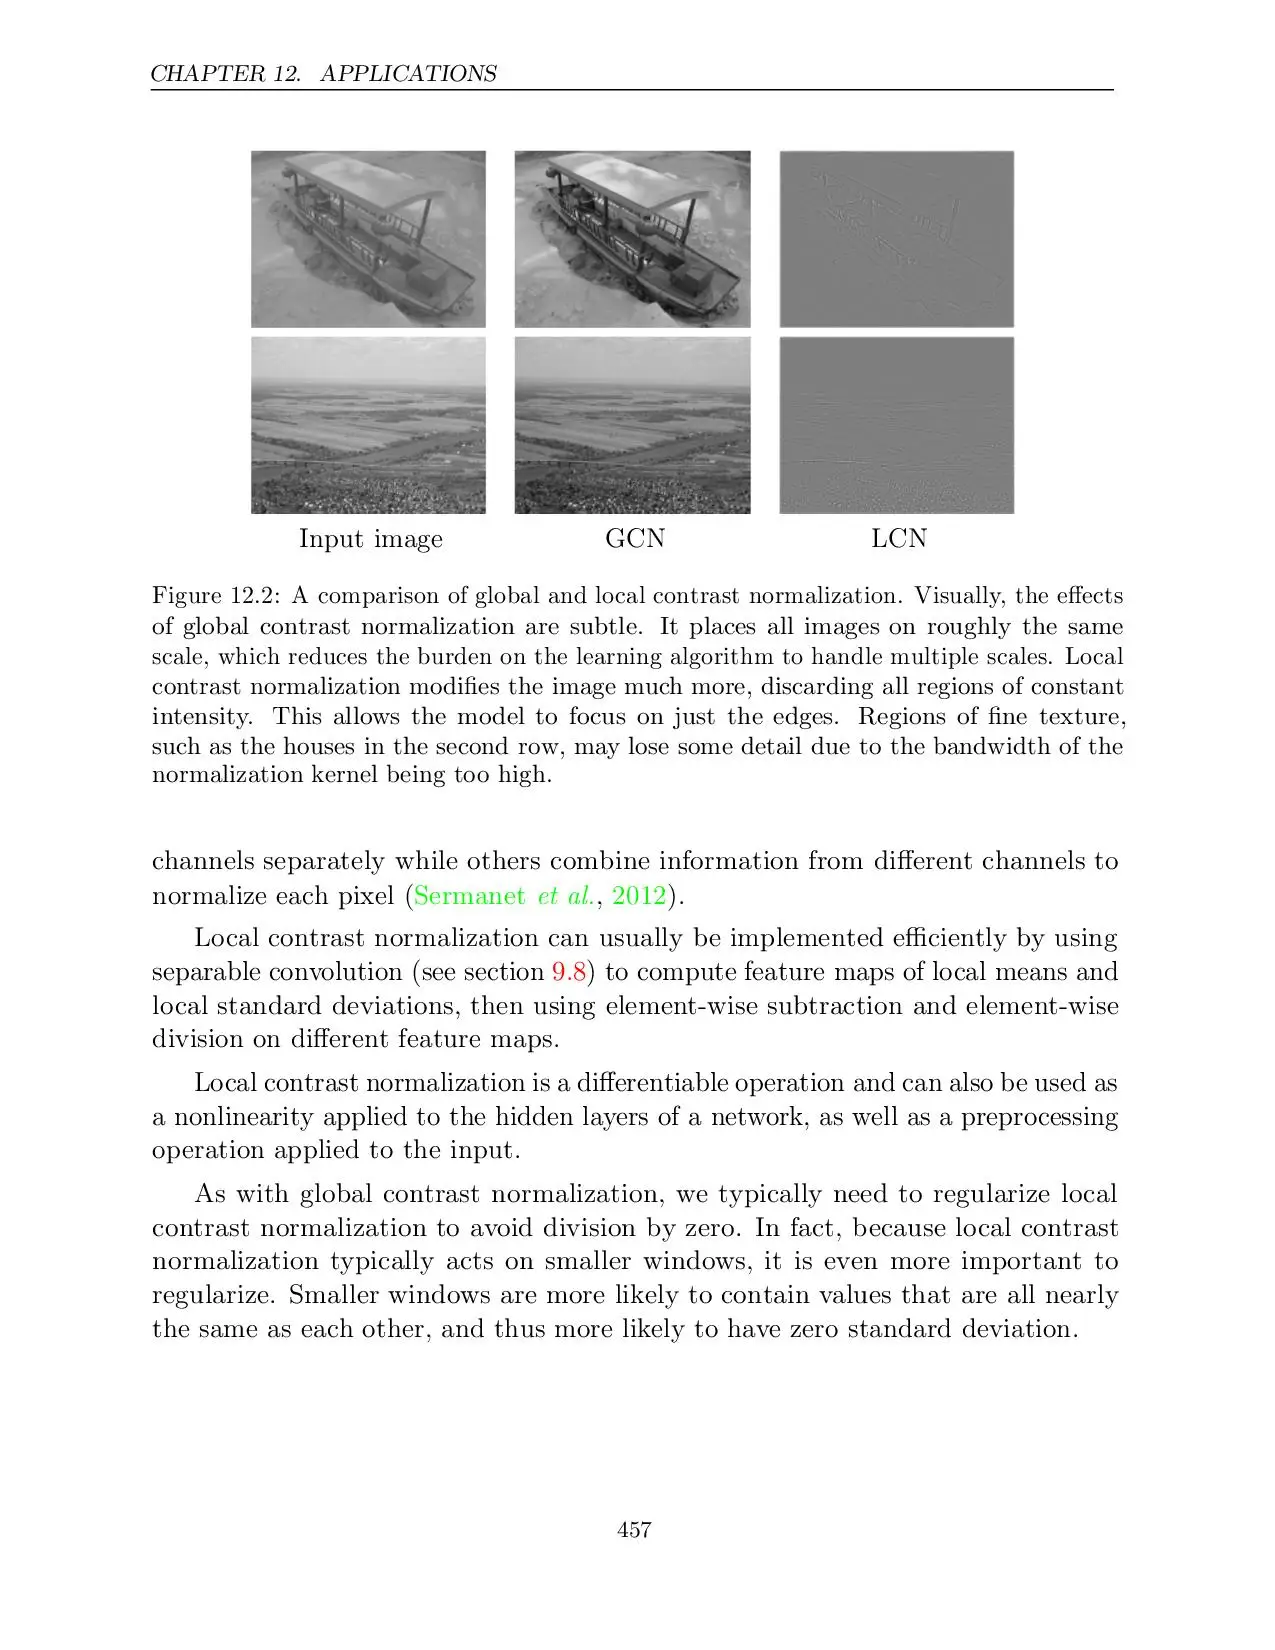 CHAPTER 12. APPLICATIONS
Input image GCN LCN
Figure 12.2: A comparison of global and local contrast normalization. Visually, the effects
of global contrast normalization are subtle. It places all images on roughly the same
scale, which reduces the burden on the learning algorithm to handle multiple scales. Local
contrast normalization modifies the image much more, discarding all regions of constant
intensity. This allows the model to focus on just the edges. Regions of fine texture,
such as the houses in the second row, may lose some detail due to the bandwidth of the
normalization kernel being too high.
channels separately while others combine information from different channels to
normalize each pixel (Sermanet et al., 2012).
Local contrast normalization can usually be implemented efficiently by using
separable convolution (see section 9.8) to compute feature maps of local means and
local standard deviations, then using element-wise subtraction and element-wise
division on different feature maps.
Local contrast normalization is a differentiable operation and can also be used as
a nonlinearity applied to the hidden layers of a network, as well as a preprocessing
operation applied to the input.
As with global contrast normalization, we typically need to regularize local
contrast normalization to avoid division by zero. In fact, because local contrast
normalization typically acts on smaller windows, it is even more important to
regularize. Smaller windows are more likely to contain values that are all nearly
the same as each other, and thus more likely to have zero standard deviation.
457